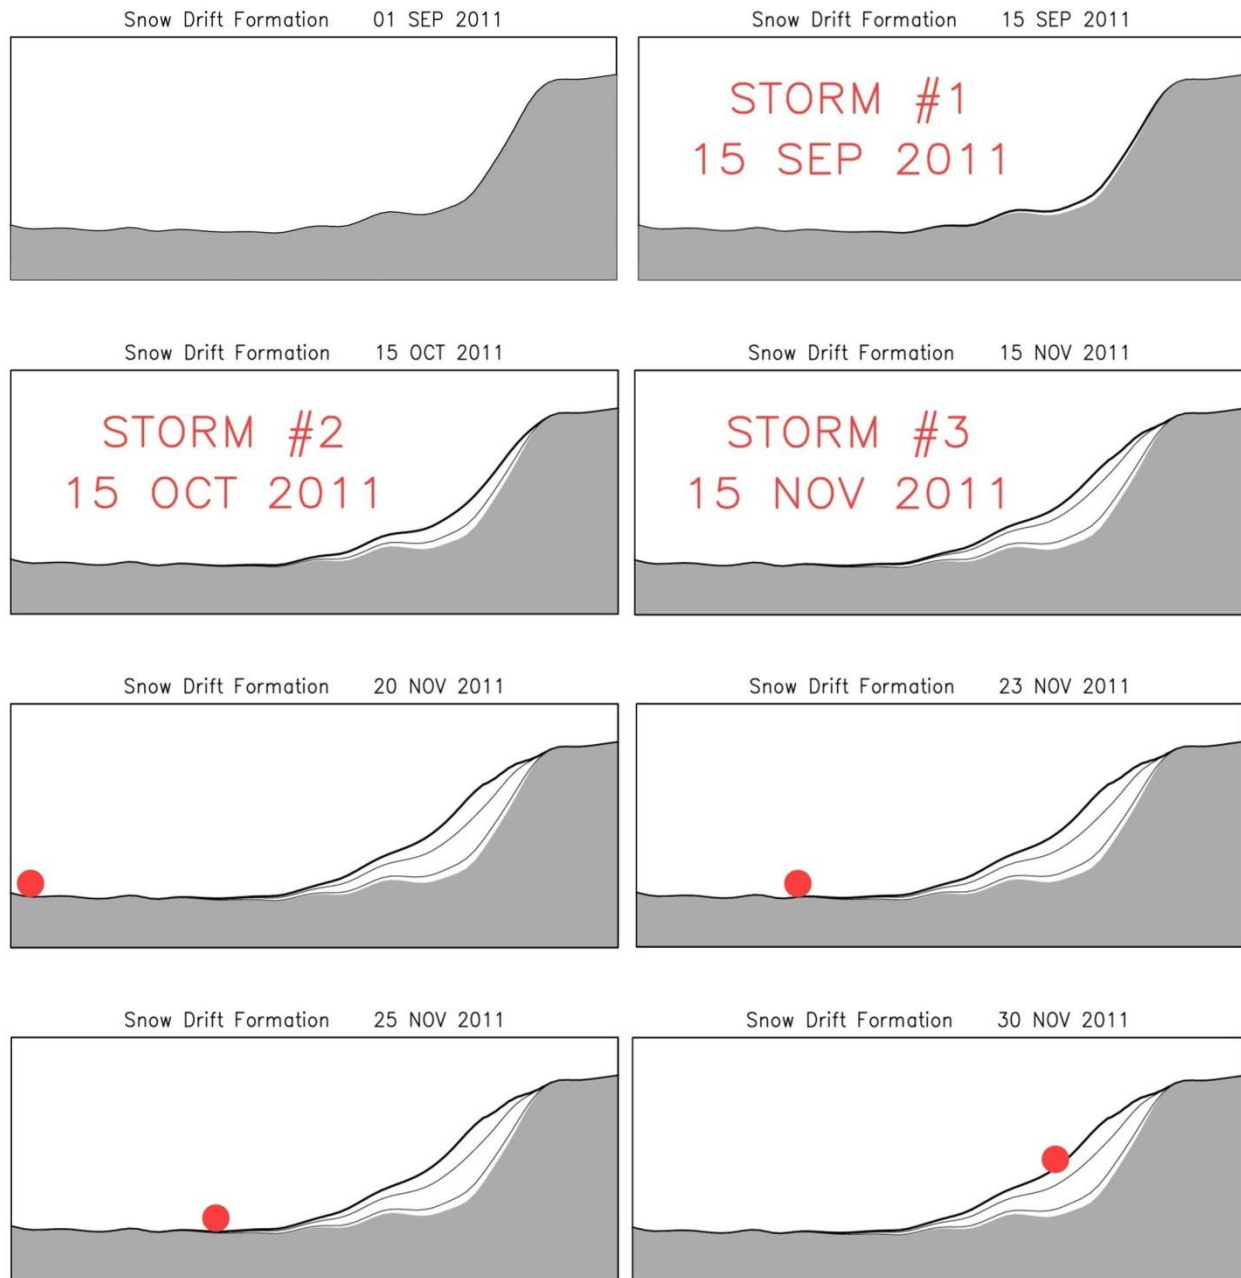 Snow Drift Formation 01 SEP 2011
Snow Drift Formation 15 SEP 2011
STORM #1
15 SEP 2011
Snow Drift Formation 15 OCT 2011
STORM #2
15 OCT 2011
Snow Drift Formation 15 NOV 2011
STORM #3
15 NOV 2011
Snow Drift Formation 20 NOV 2011
Snow Drift Formation 23 NOV 2011
Snow Drift Formation 25 NOV 2011
Snow Drift Formation 30 NOV 2011